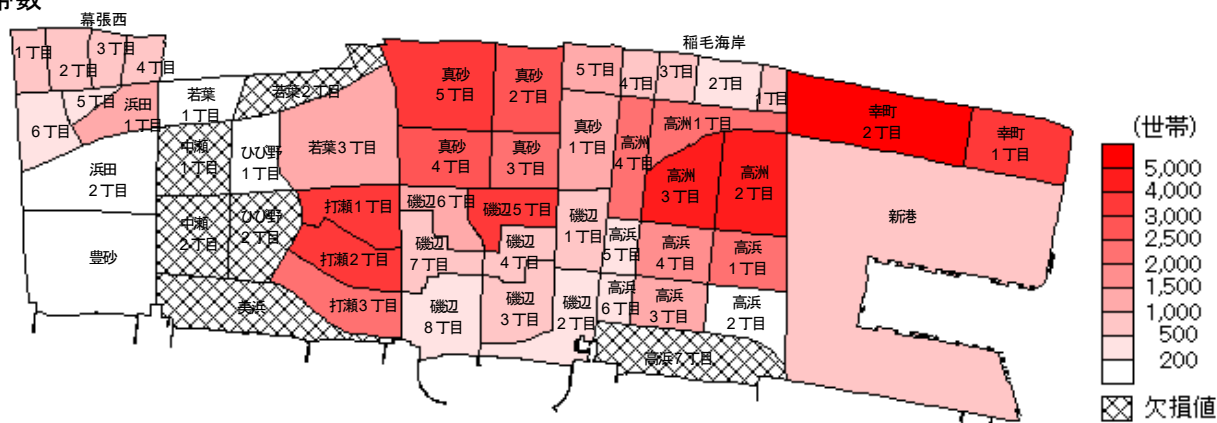 帯数
幕張西
1丁目
2丁目
3丁目
4丁目
5丁目
6丁目
浜田
1丁目
浜田
2丁目
豊砂
若葉
1丁目
若葉2丁目
若葉3丁目
中瀬
1丁目
中瀬
2丁目
ひび野
1丁目
ひび野
2丁目
美浜
打瀬1丁目
打瀬2丁目
打瀬3丁目
真砂
5丁目
真砂
2丁目
真砂
4丁目
真砂
3丁目
真砂
1丁目
磯辺6丁目
磯辺5丁目
磯辺
7丁目
磯辺
4丁目
磯辺
1丁目
磯辺
8丁目
磯辺
3丁目
磯辺
2丁目
稲毛海岸
5丁目
4丁目
3丁目
2丁目
1丁目
高洲1丁目
高洲
4丁目
高洲
3丁目
高洲
2丁目
高浜
5丁目
高浜
4丁目
高浜
1丁目
高浜
6丁目
高浜
3丁目
高浜
2丁目
高浜7丁目
幸町
2丁目
幸町
1丁目
新港
(世帯)
5,000
4,000
3,000
2,500
2,000
1,500
1,000
500
200
欠損値